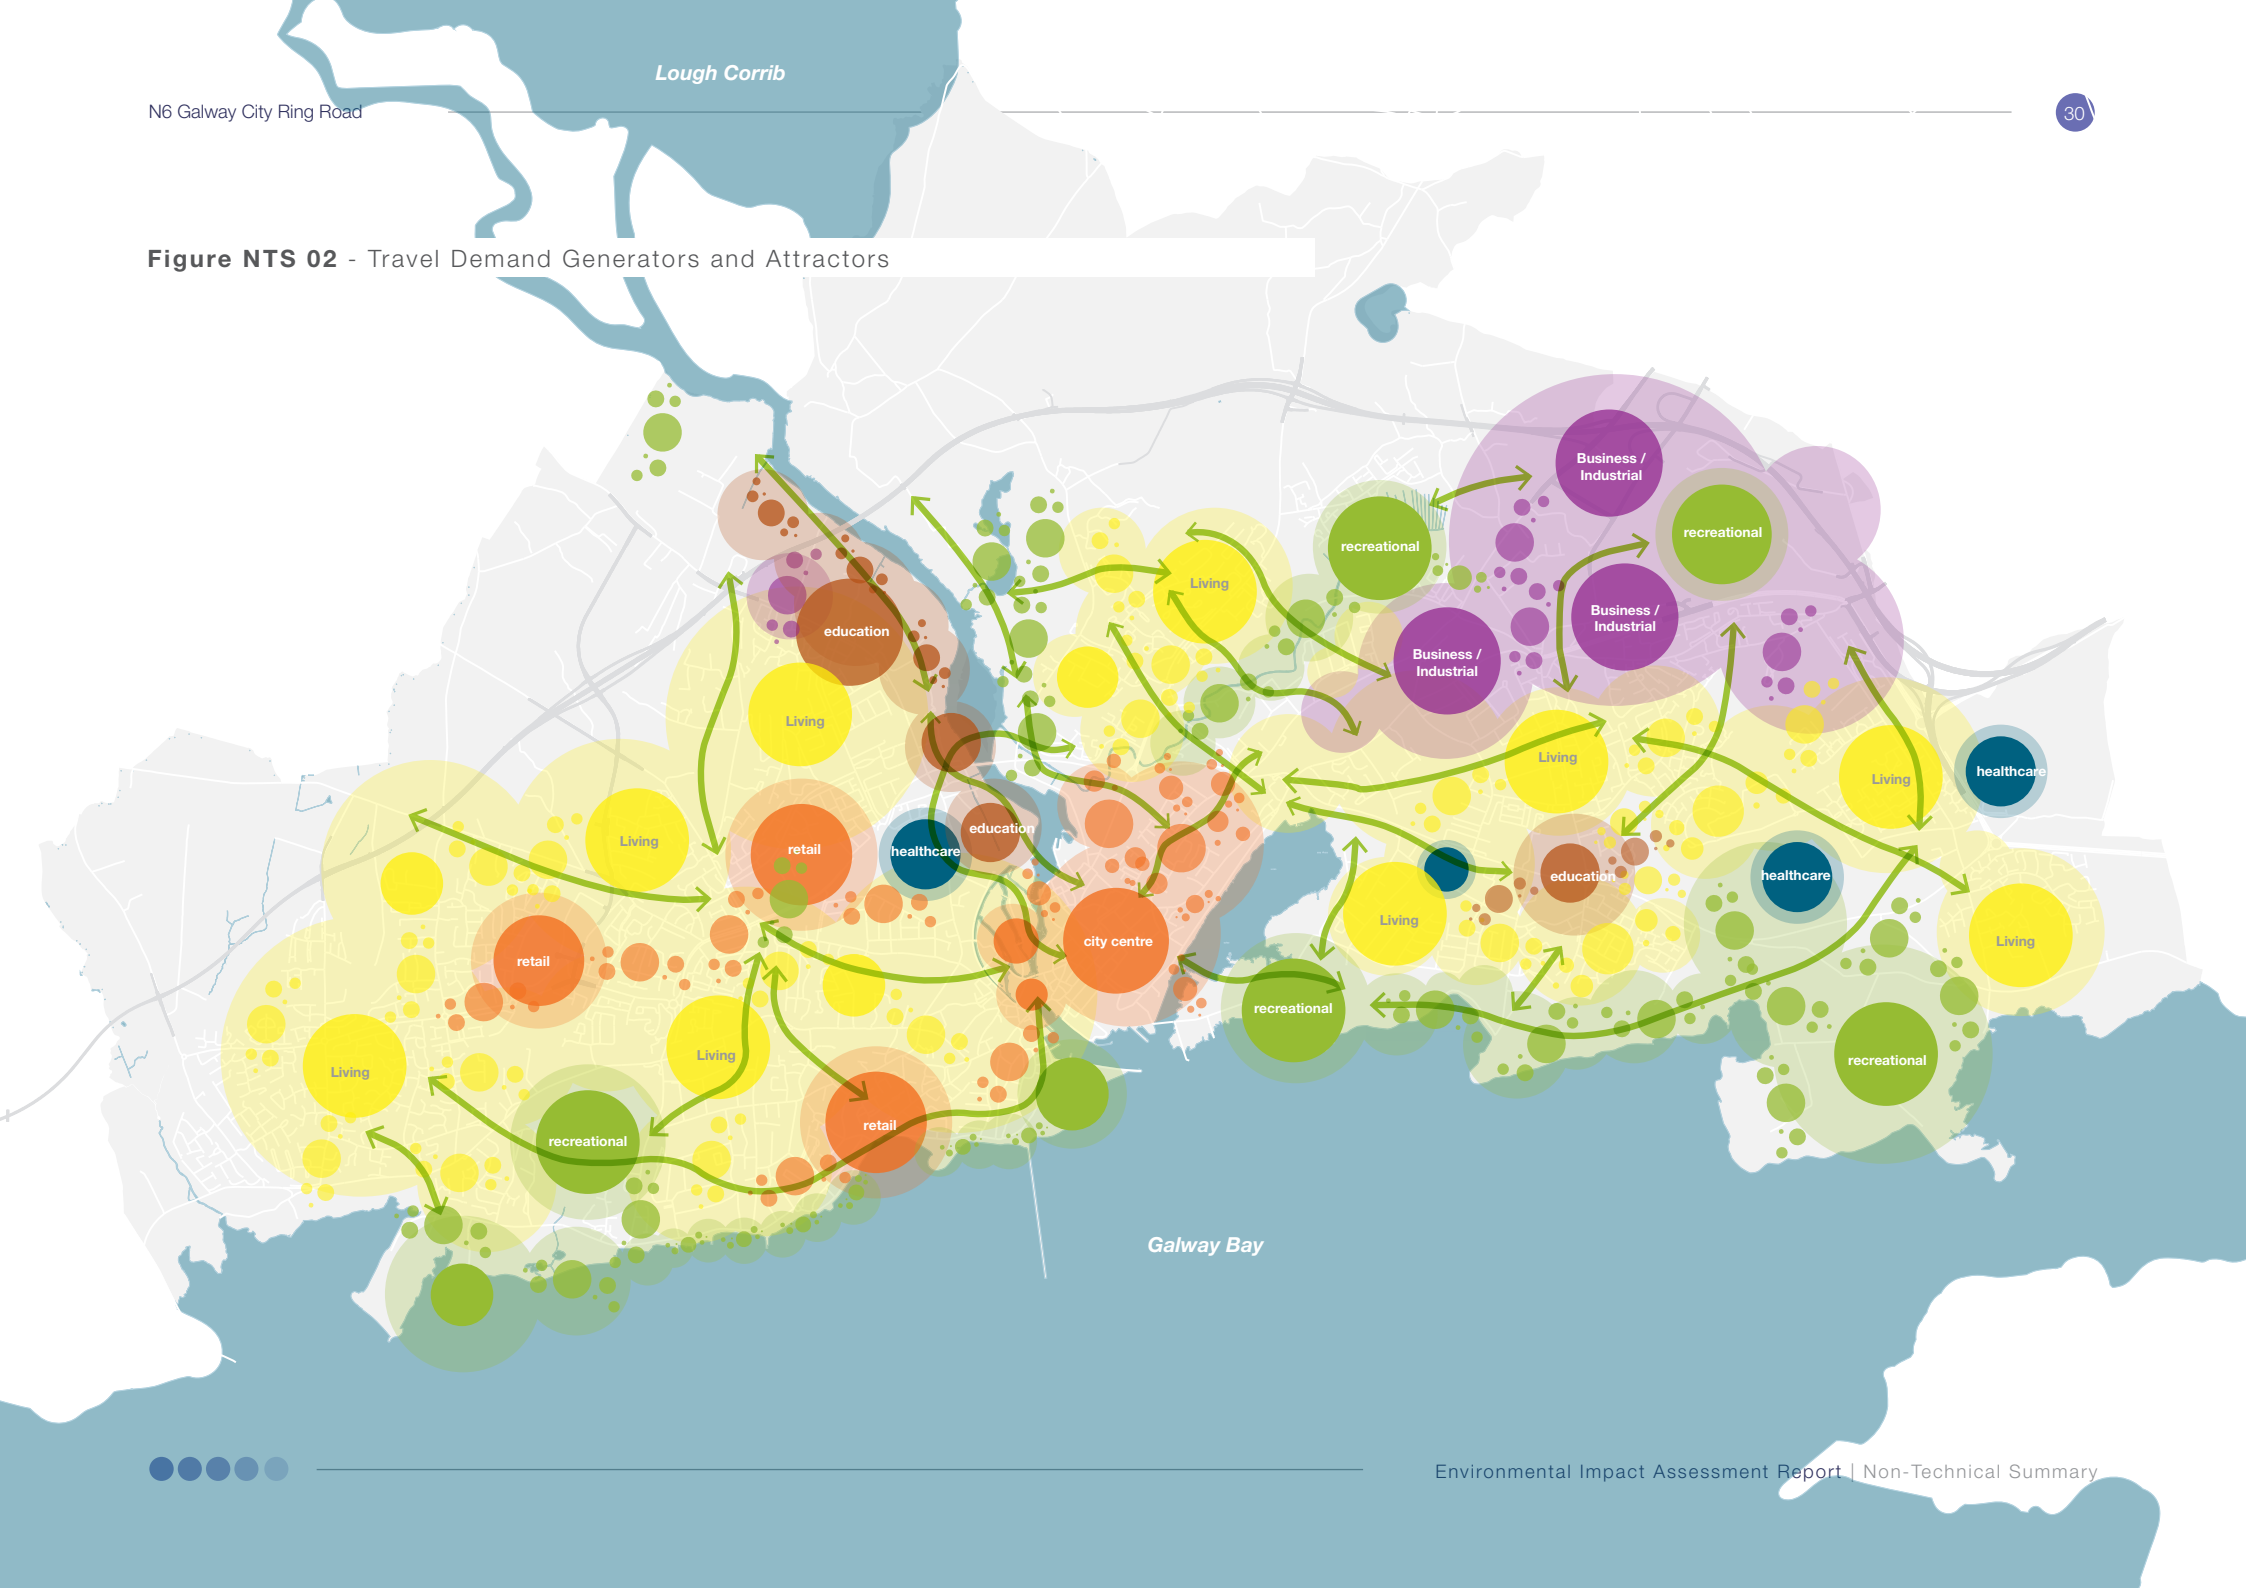 Lough Corrib
N6 Galway City Ring Road
30
Figure NTS 02 - Travel Demand Generators and Attractors
Business /
Industrial
recreational
recreational
Living
Business /
Industrial
education
Business /
Industrial
Living
Living
healthcare
Living
education
Living
retail
healthcare
education
healthcare
Living
city centre
Living
retail
recreational
Living
recreational
Living
retail
recreational
Galway Bay
Environmental Impact Assessment Report | Non-Technical Summary